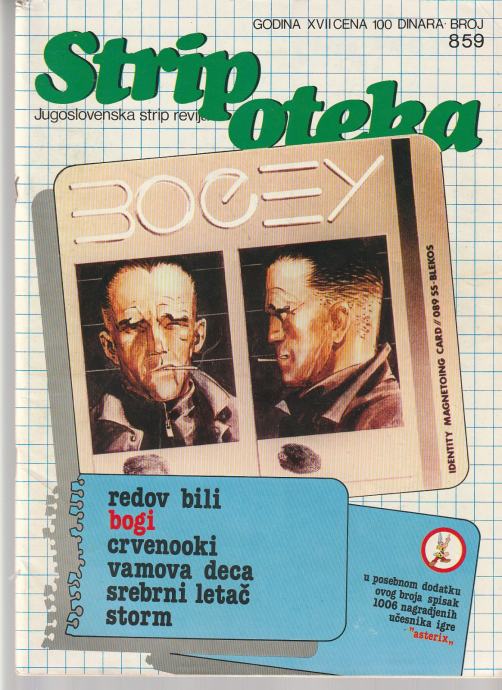 GODINA XVII CENA 100 DINARA· BROJ
859
Strip
oteka
Jugoslovenska strip revija
BOGEY
IDENTITY MAGNETOING CARD // 089 SS-BLEKOS
redov bili
bogi
crvenooki
vamova deca
srebrni letač
storm
u posebnom dodatku
ovog broja spisak
1006 nagradjenih
učesnika igre
"asterix„